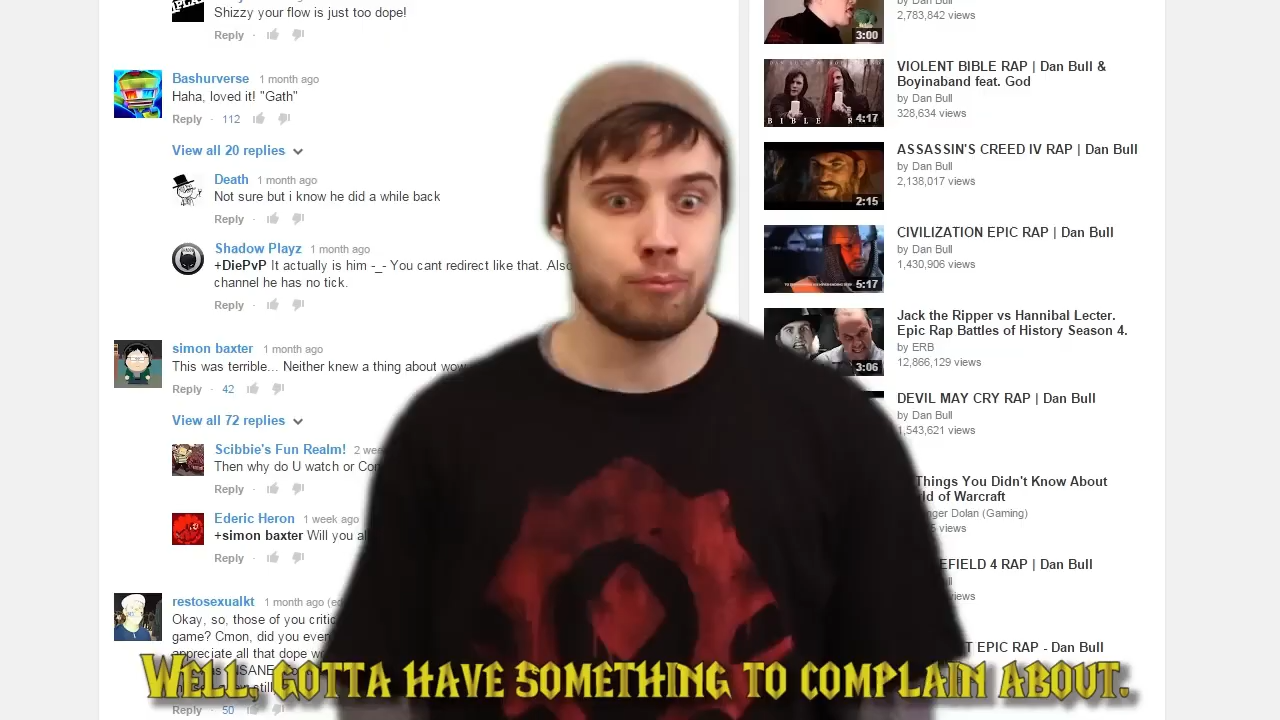 Shizzy your flow is just too dope!
Reply
Bashurverse 1 month ago
Haha, loved it! "Gath"
Reply · 112
View all 20 replies
Death 1 month ago
Not sure but i know he did a while back
Reply
Shadow Playz 1 month ago
+DiePvP It actually is him -_- You cant redirect like that. Also
channel he has no tick.
Reply
simon baxter 1 month ago
This was terrible... Neither knew a thing about wow
Reply · 42
View all 72 replies
Scibbie's Fun Realm! 2
Then why do U watch or
Reply
Ederic Heron 1 week ago
+simon baxter Will you
Reply
restosexualkt 1 month ago
Okay, so, those of you
game? Cmon, did you
appreciate all that dope
Reply 50
by Dan Bull
2,783,842 views
3:00
VIOLENT BIBLE RAP | Dan Bull &
Boyinaband feat. God
by Dan Bull
328,634 views
4:17
ASSASSIN'S CREED IV RAP | Dan Bull
by Dan Bull
2,138,017 views
2:15
CIVILIZATION EPIC RAP | Dan Bull
by Dan Bull
1,430,906 views
5:17
Jack the Ripper vs Hannibal Lecter.
Epic Rap Battles of History Season 4.
by ERB
12,866,129 views
3:06
DEVIL MAY CRY RAP | Dan Bull
by Dan Bull
1,543,621 views
Things You Didn't Know About
of Warcraft
Dolan (Gaming)
views
4 RAP | Dan Bull
views
EPIC RAP - Dan Bull
Well, gotta have something to complain about.